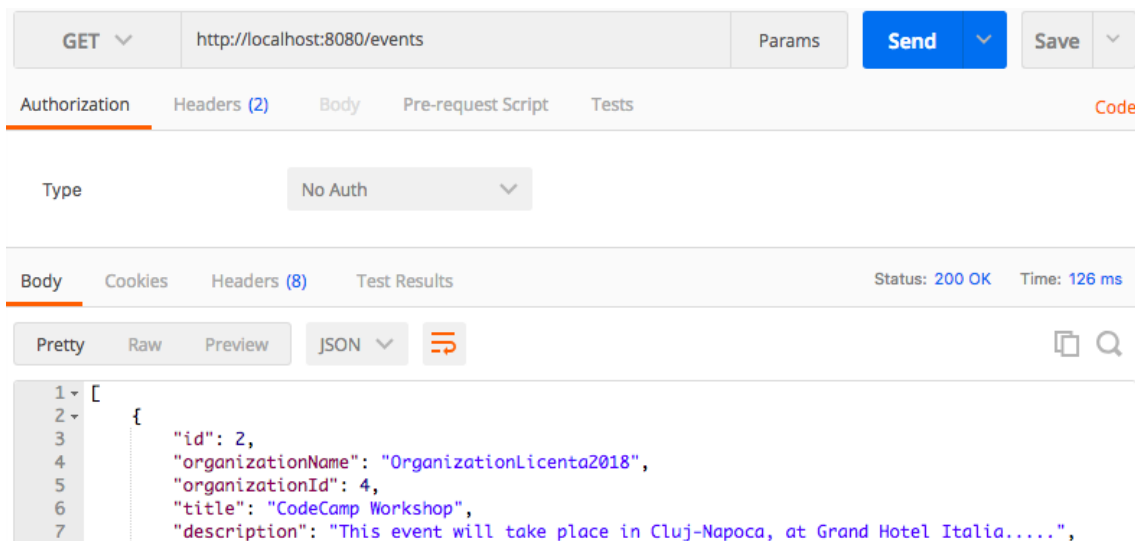 GET http://localhost:8080/events Params Send Save
Authorization Headers (2) Body Pre-request Script Tests Code
Type No Auth
Body Cookies Headers (8) Test Results Status: 200 OK Time: 126 ms
Pretty Raw Preview JSON
1 [
2 {
3 "id": 2,
4 "organizationName": "OrganizationLicenta2018",
5 "organizationId": 4,
6 "title": "CodeCamp Workshop",
7 "description": "This event will take place in Cluj-Napoca, at Grand Hotel Italia.....",